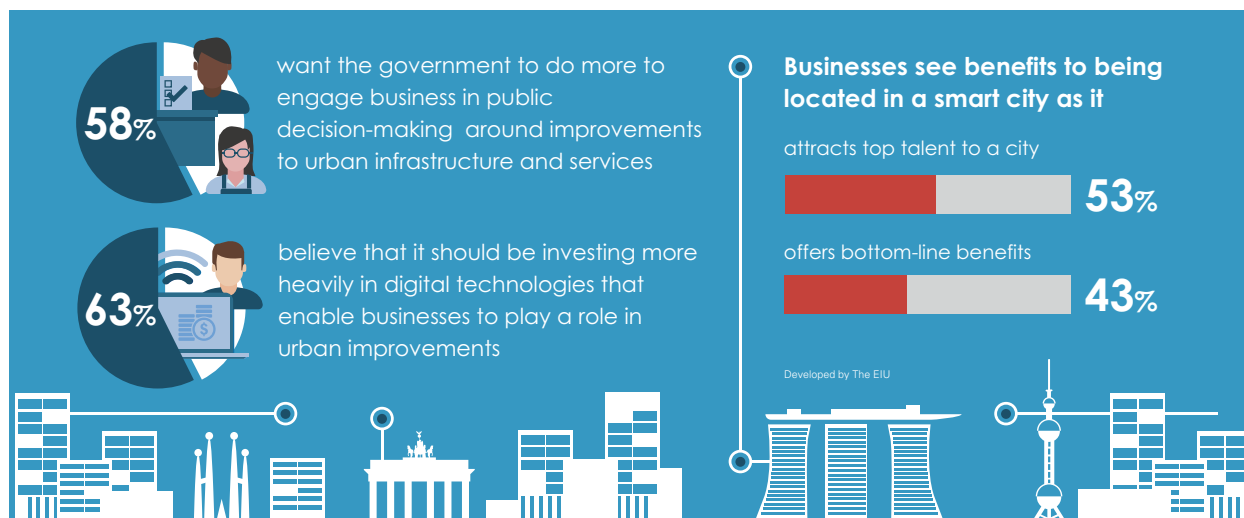 58%
want the government to do more to
engage business in public
decision-making around improvements
to urban infrastructure and services
63%
believe that it should be investing more
heavily in digital technologies that
enable businesses to play a role in
urban improvements
Businesses see benefits to being
located in a smart city as it
attracts top talent to a city
53%
offers bottom-line benefits
43%
Developed by The EIU
$